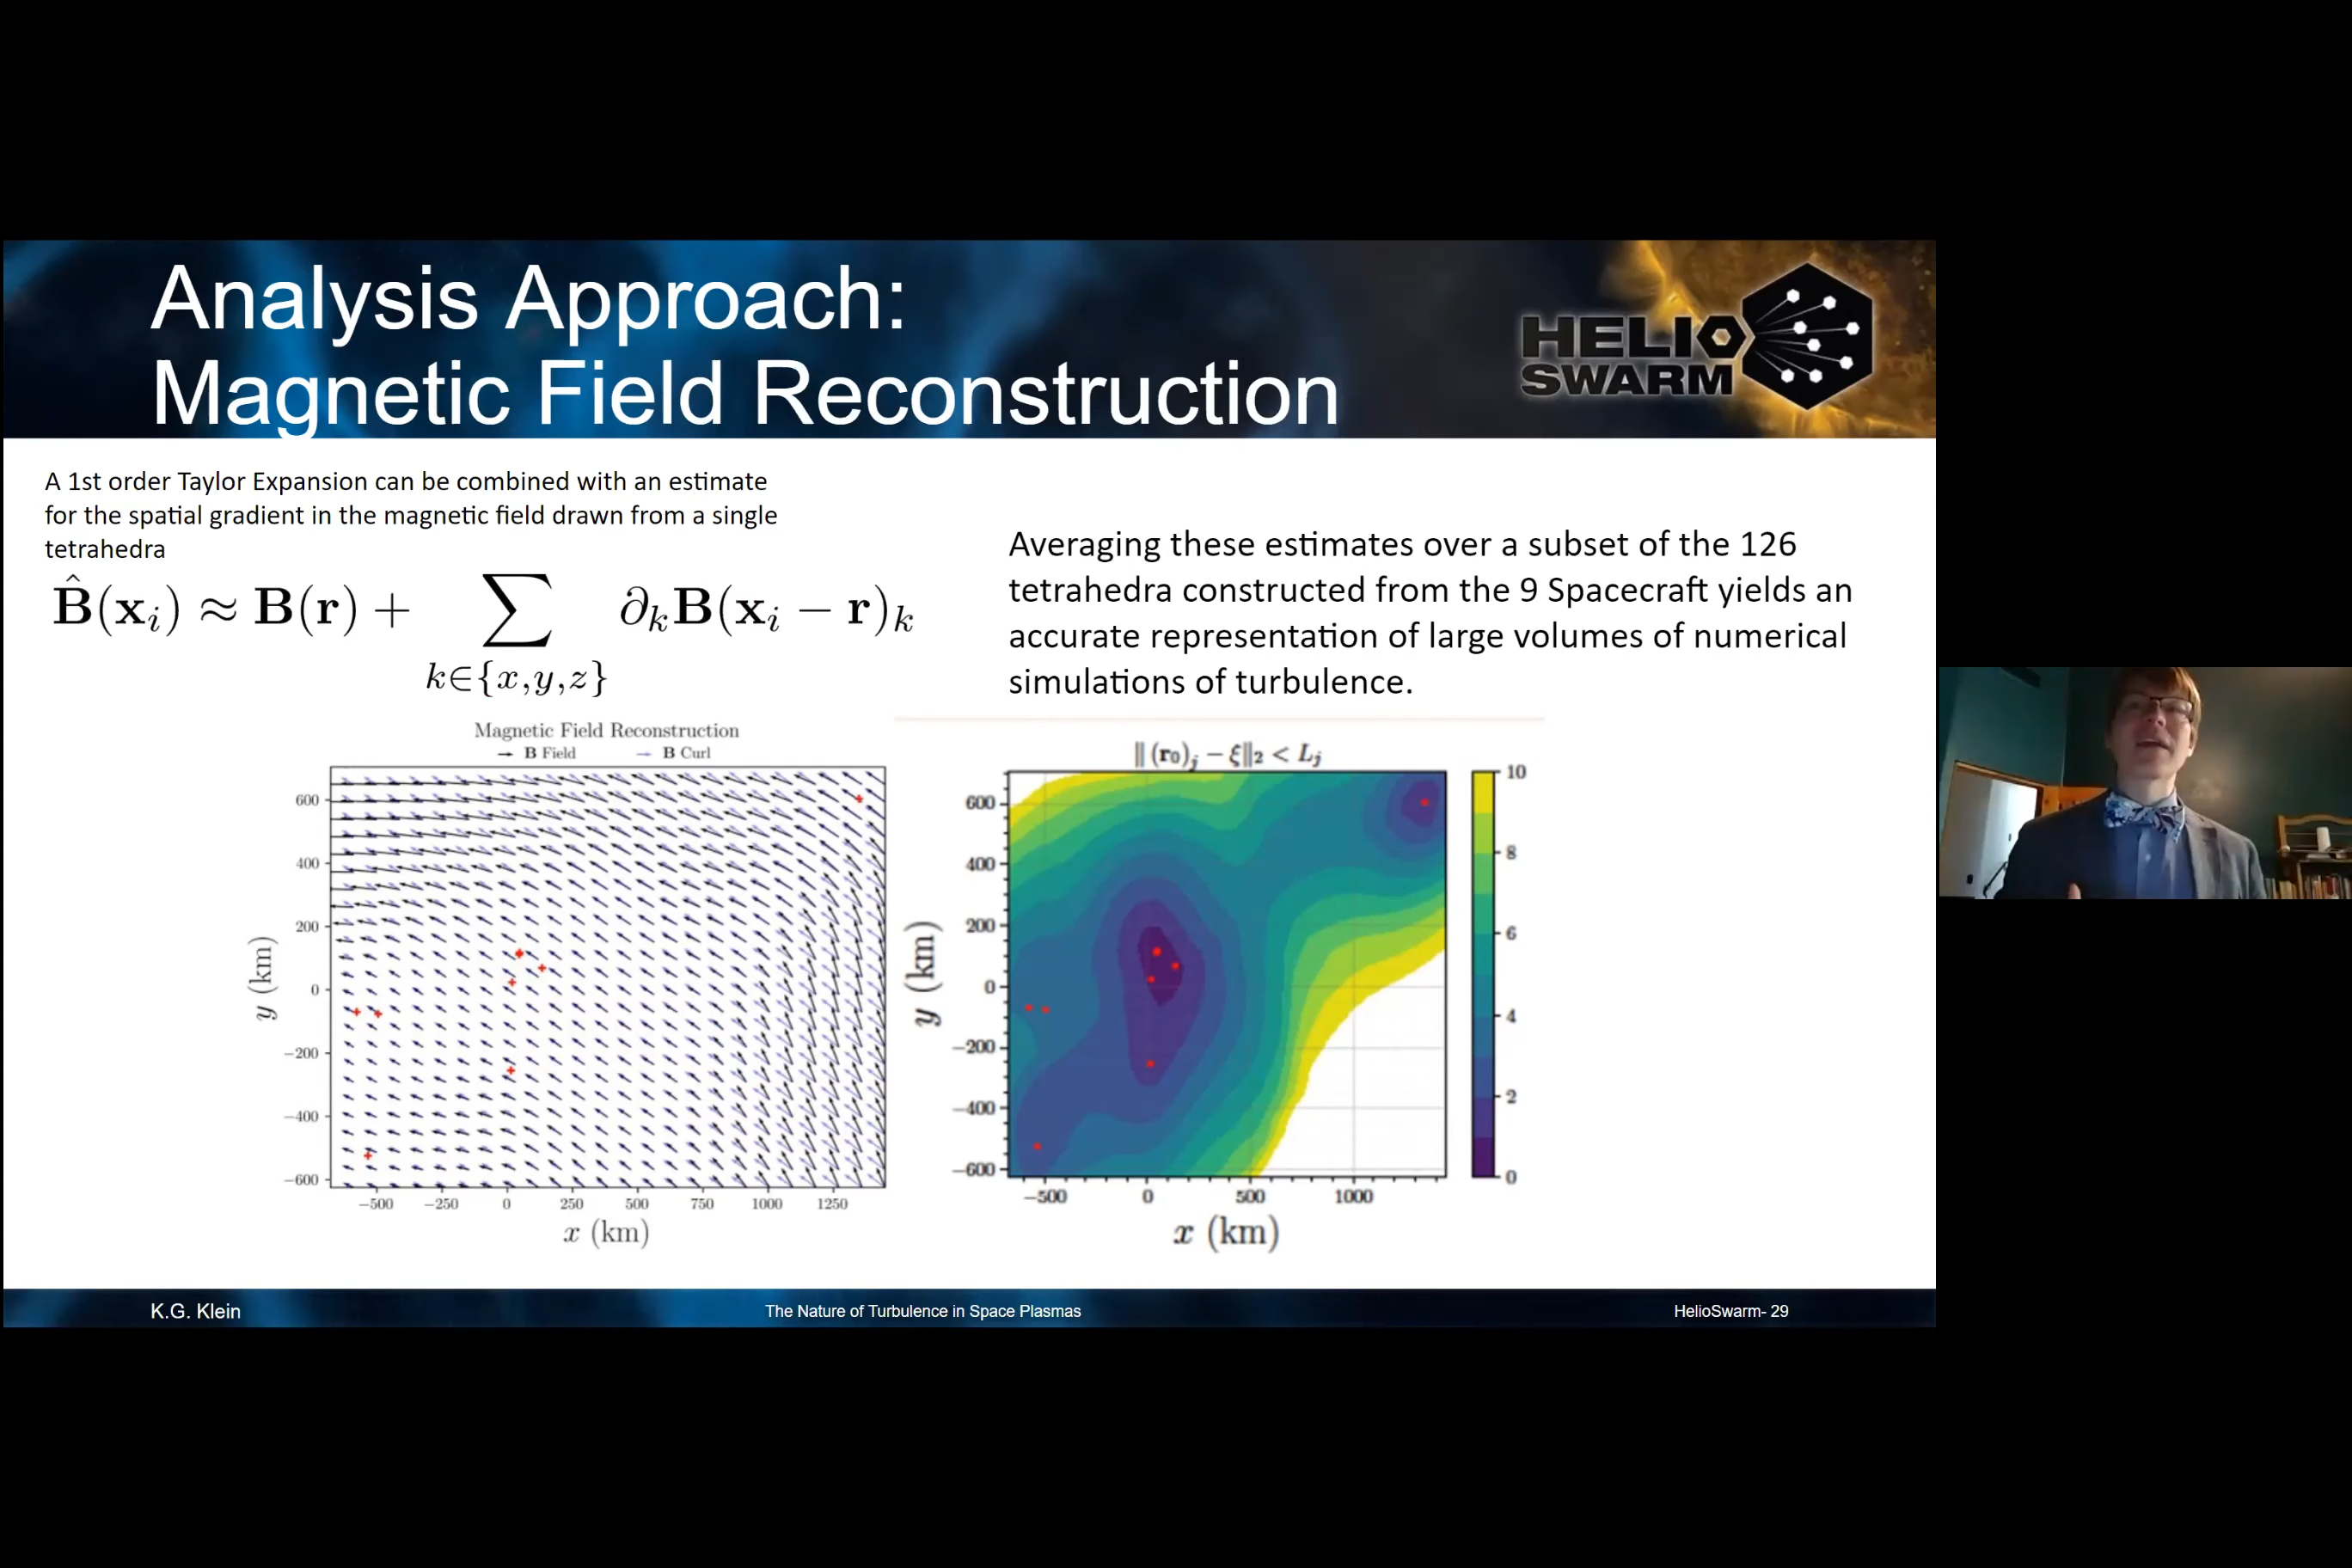 Analysis Approach:
Magnetic Field Reconstruction
HELIO
SWARM
A 1st order Taylor Expansion can be combined with an estimate
for the spatial gradient in the magnetic field drawn from a single
tetrahedra
B̂(xᵢ) ≈ B(r) + ∑ ∂ₖB(xᵢ − r)ₖ
k∈{x,y,z}
Averaging these estimates over a subset of the 126
tetrahedra constructed from the 9 Spacecraft yields an
accurate representation of large volumes of numerical
simulations of turbulence.
Magnetic Field Reconstruction
→ B Field → B Curl
600
400
200
0
−200
−400
−600
y (km)
−500 −250 0 250 500 750 1000 1250
x (km)
‖ (r₀)ⱼ − ξ‖₂ < Lⱼ
600
400
200
0
−200
−400
−600
y (km)
−500 0 500 1000
x (km)
10
8
6
4
2
0
K.G. Klein
The Nature of Turbulence in Space Plasmas
HelioSwarm- 29